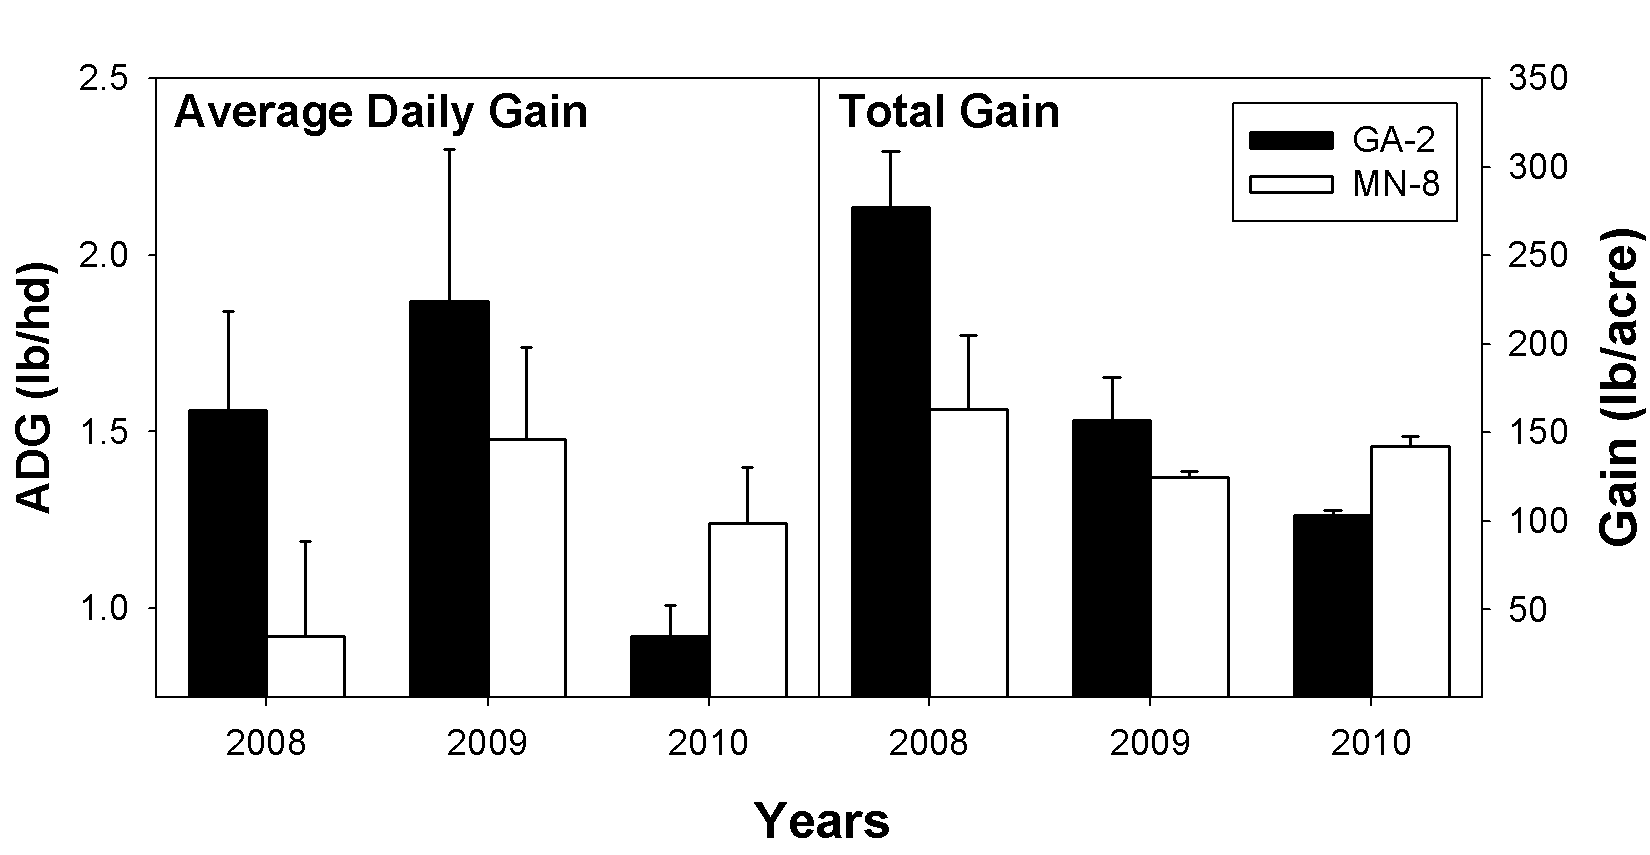 Average Daily Gain
Total Gain
GA-2
MN-8
ADG (lb/hd)
2.5
2.0
1.5
1.0
Gain (lb/acre)
350
300
250
200
150
100
50
2008
2009
2010
2008
2009
2010
Years